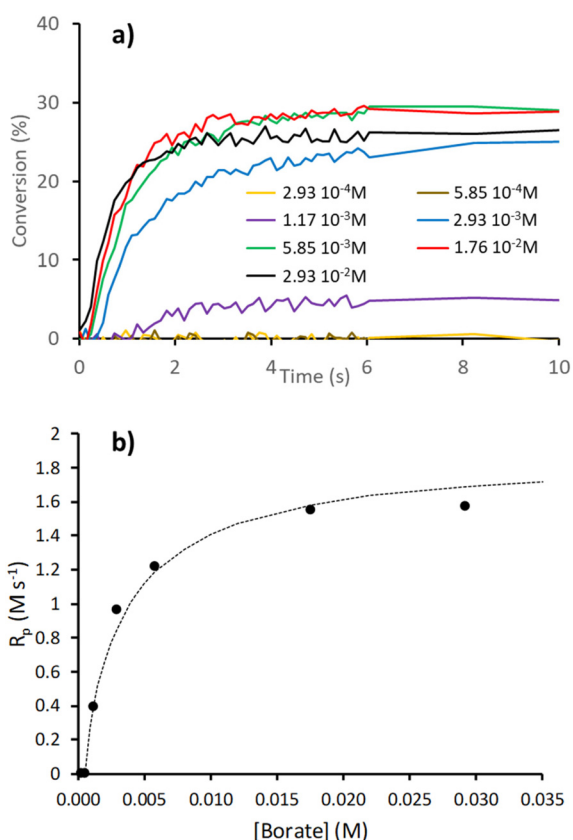 a)
40
30
20
10
0
Conversion (%)
2.93 10-4M 5.85 10-4M
1.17 10-3M 2.93 10-3M
5.85 10-3M 1.76 10-2M
2.93 10-2M
0 2 4 6 8 10
Time (s)
b)
2
1.8
1.6
1.4
1.2
1
0.8
0.6
0.4
0.2
0
Rp (M s-1)
0.000 0.005 0.010 0.015 0.020 0.025 0.030 0.035
[Borate] (M)